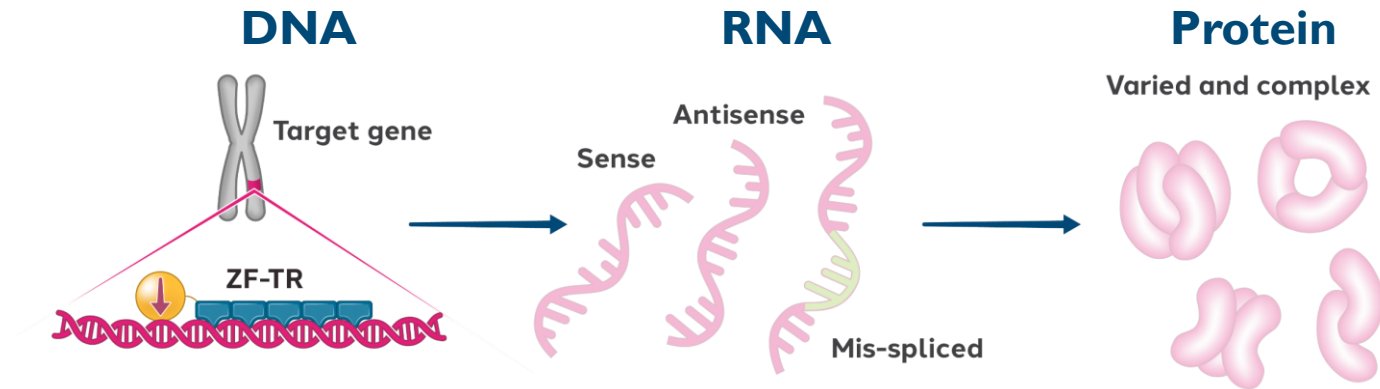 DNA
RNA
Protein
Target gene
ZF-TR
Sense
Antisense
Mis-spliced
Varied and complex